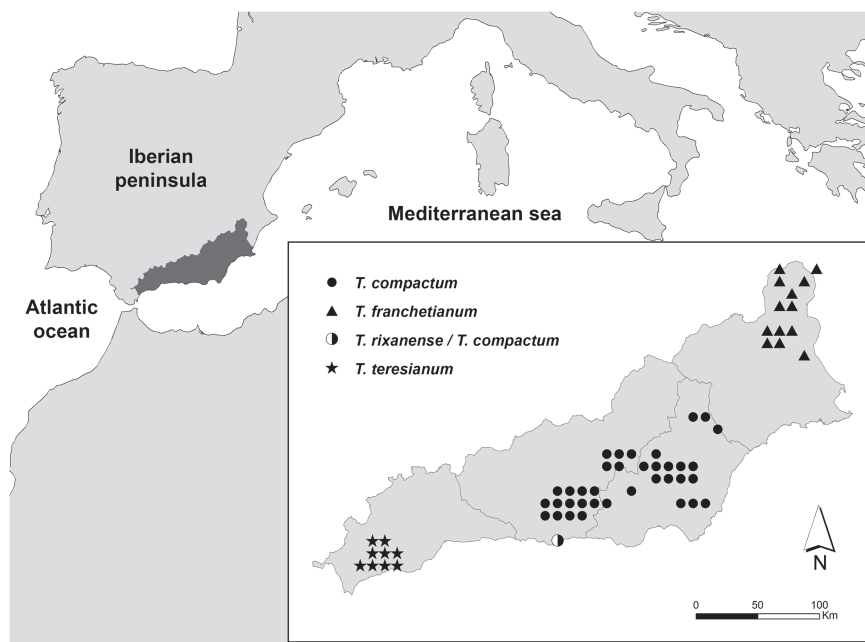 Iberian
peninsula
Mediterranean sea
Atlantic
ocean
T. compactum
T. franchetianum
T. rixanense / T. compactum
T. teresianum
N
0 50 100
Km